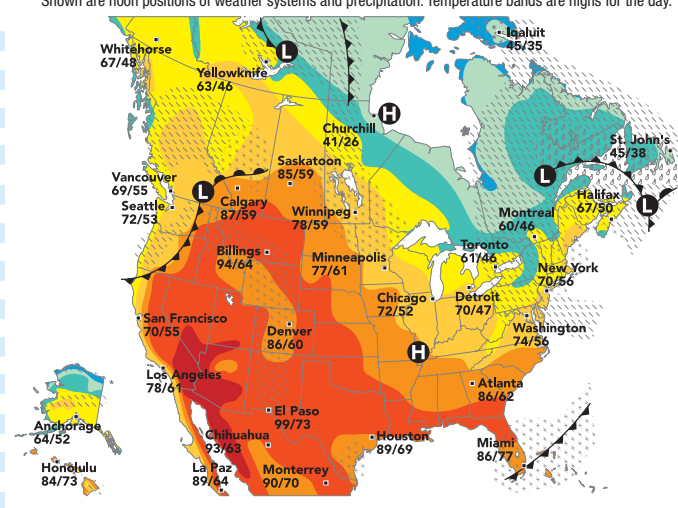 Shown are noon positions of weather systems and precipitation. Temperature bands are highs for the day.
Iqaluit
45/35
Whitehorse
67/48
L
Yellowknife
63/46
H
Churchill
41/26
St. John's
45/38
Saskatoon
85/59
Vancouver
69/55
L
Calgary
87/59
L
Halifax
67/50
L
Seattle
72/53
Winnipeg
78/59
Montreal
60/46
Toronto
61/46
Billings
94/64
Minneapolis
77/61
New York
70/56
Chicago
72/52
Detroit
70/47
San Francisco
70/55
Denver
86/60
Washington
74/56
H
Los Angeles
78/61
Atlanta
86/62
El Paso
99/73
Anchorage
64/52
Chihuahua
93/63
Houston
89/69
Miami
86/77
Honolulu
84/73
La Paz
89/64
Monterrey
90/70